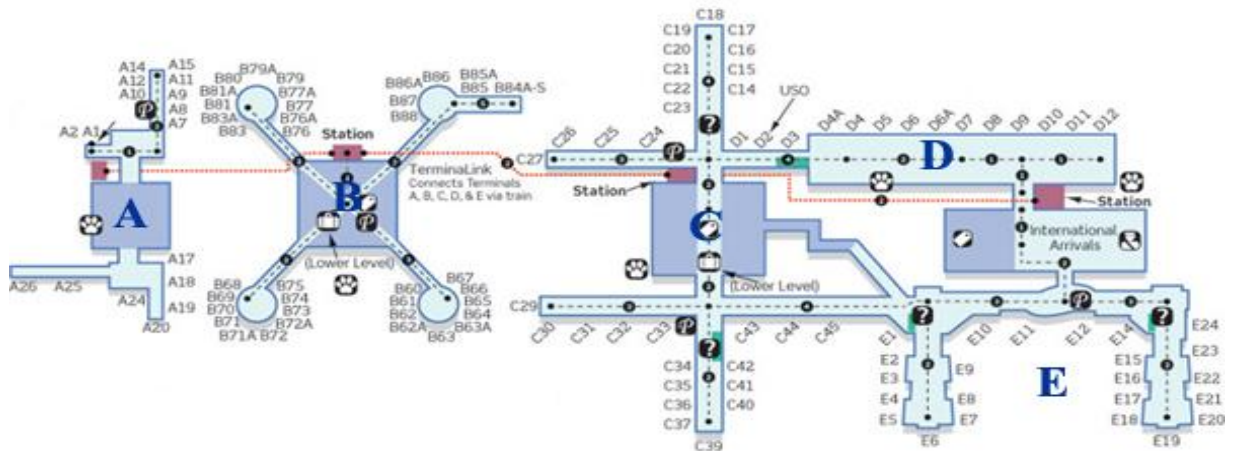 A14 A15
A12 A11
A10 A9
A8
A7
A2 A1
A
A17
A18
A19
A20
A24
A25
A26
B79A
B80 B79
B81A B77A
B81 B77
B83A B76A
B83 B76
B86A B86 B85A
B85 B84A-S
B87
B88
Station
B
TerminaLink
Connects Terminals
A, B, C, D, & E via train
(Lower Level)
B68 B75
B69 B74
B70 B73
B71 B72A
B71A B72
B60 B67
B61 B66
B62 B65
B62A B64
B63A
B63
C18
C19 C17
C20 C16
C21 C15
C22 C14
C23
USO
C26 C25 C24
C27
D1 D2 D3
Station
C
(Lower Level)
C29
C30 C31 C32 C33
C43 C44 C45
C34 C42
C35 C41
C36 C40
C37
C39
D4A D4 D5 D6 D6A D7 D8 D9 D10 D11 D12
D
Station
International
Arrivals
E1 E10 E11 E12 E14
E2 E9
E3
E4 E8
E5 E7
E6
E
E24
E15 E23
E16 E22
E17 E21
E18 E20
E19